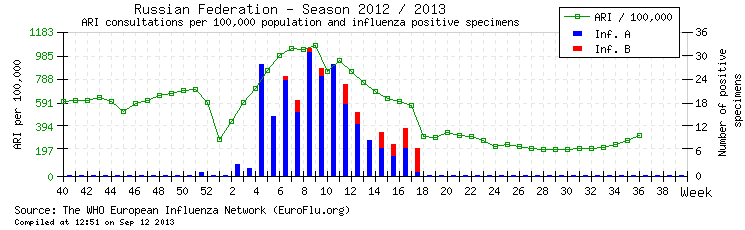 Russian Federation - Season 2012 / 2013
ARI consultations per 100,000 population and influenza positive specimens
ARI / 100,000
Inf. A
Inf. B
ARI per 100,000
1183
985
788
591
394
197
0
Number of positive
specimens
36
30
24
18
12
6
0
40 42 44 46 48 50 52 2 4 6 8 10 12 14 16 18 20 22 24 26 28 30 32 34 36 38 Week
Source: The WHO European Influenza Network (EuroFlu.org)
Compiled at 12:51 on Sep 12 2013